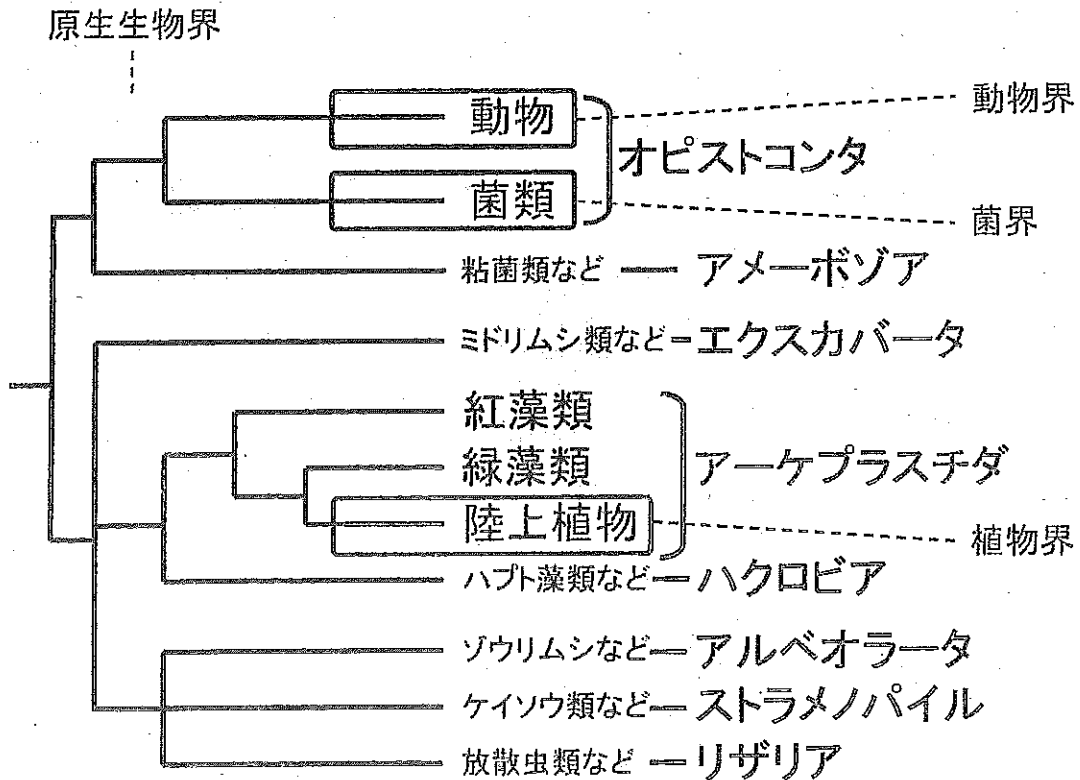 原生生物界
動物
動物界
オピストコンタ
菌類
菌界
粘菌類など ― アメーボゾア
ミドリムシ類など ― エクスカバータ
紅藻類
緑藻類
アーケプラスチダ
陸上植物
植物界
ハプト藻類など ― ハクロビア
ゾウリムシなど ― アルベオラータ
ケイソウ類など ― ストラメノパイル
放散虫類など ― リザリア